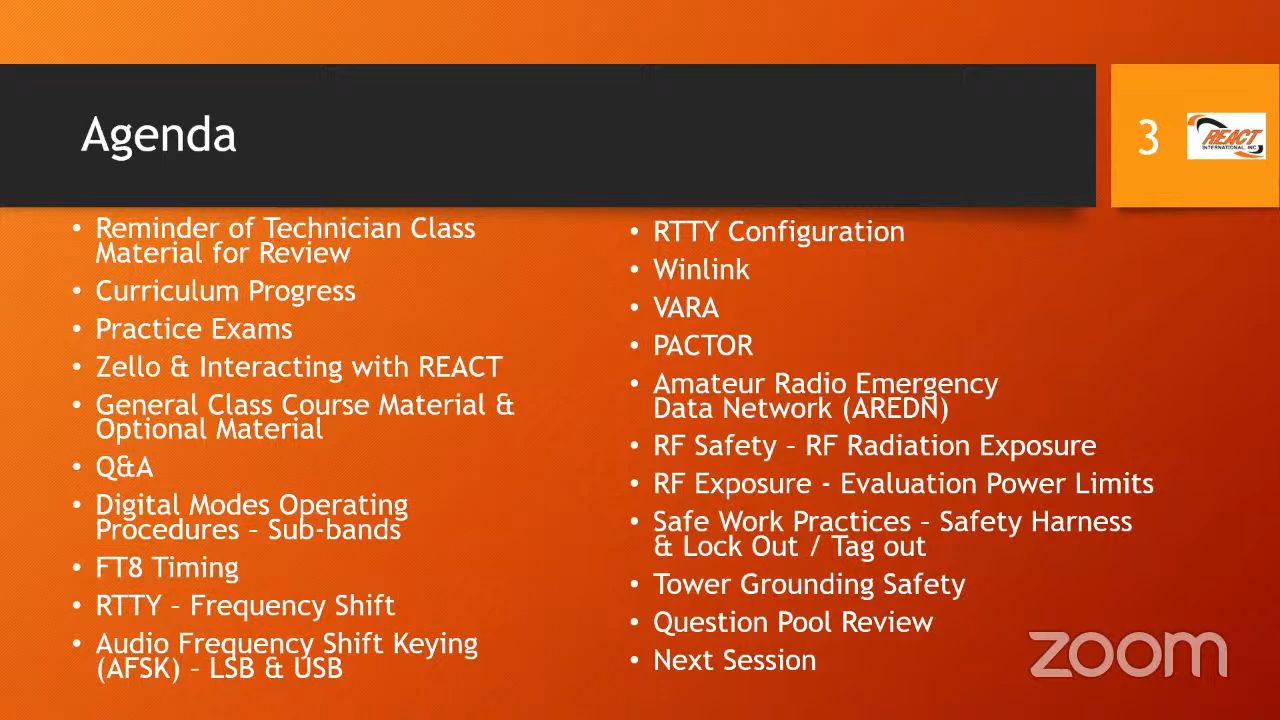 Agenda
3
REACT
INTERNATIONAL, INC.
• Reminder of Technician Class
Material for Review
• Curriculum Progress
• Practice Exams
• Zello & Interacting with REACT
• General Class Course Material &
Optional Material
• Q&A
• Digital Modes Operating
Procedures – Sub-bands
• FT8 Timing
• RTTY – Frequency Shift
• Audio Frequency Shift Keying
(AFSK) – LSB & USB
• RTTY Configuration
• Winlink
• VARA
• PACTOR
• Amateur Radio Emergency
Data Network (AREDN)
• RF Safety – RF Radiation Exposure
• RF Exposure - Evaluation Power Limits
• Safe Work Practices – Safety Harness
& Lock Out / Tag out
• Tower Grounding Safety
• Question Pool Review
• Next Session
zoom